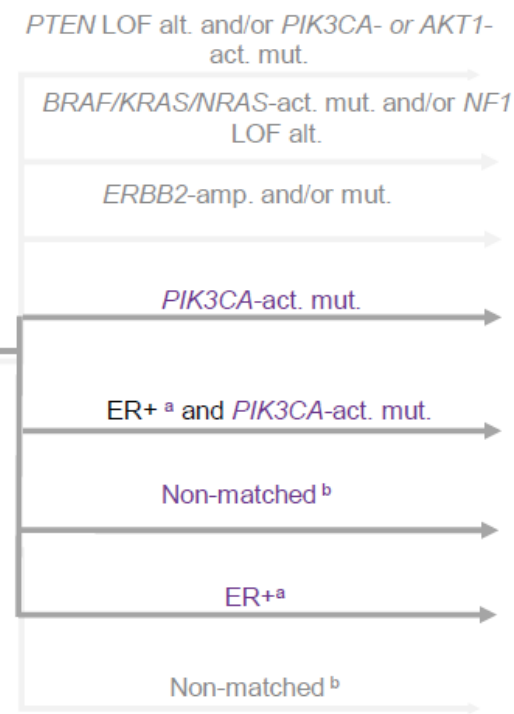 PTEN LOF alt. and/or PIK3CA- or AKT1-
act. mut.
BRAF/KRAS/NRAS-act. mut. and/or NF1
LOF alt.
ERBB2-amp. and/or mut.
PIK3CA-act. mut.
ER+ a and PIK3CA-act. mut.
Non-matched b
ER+a
Non-matched b